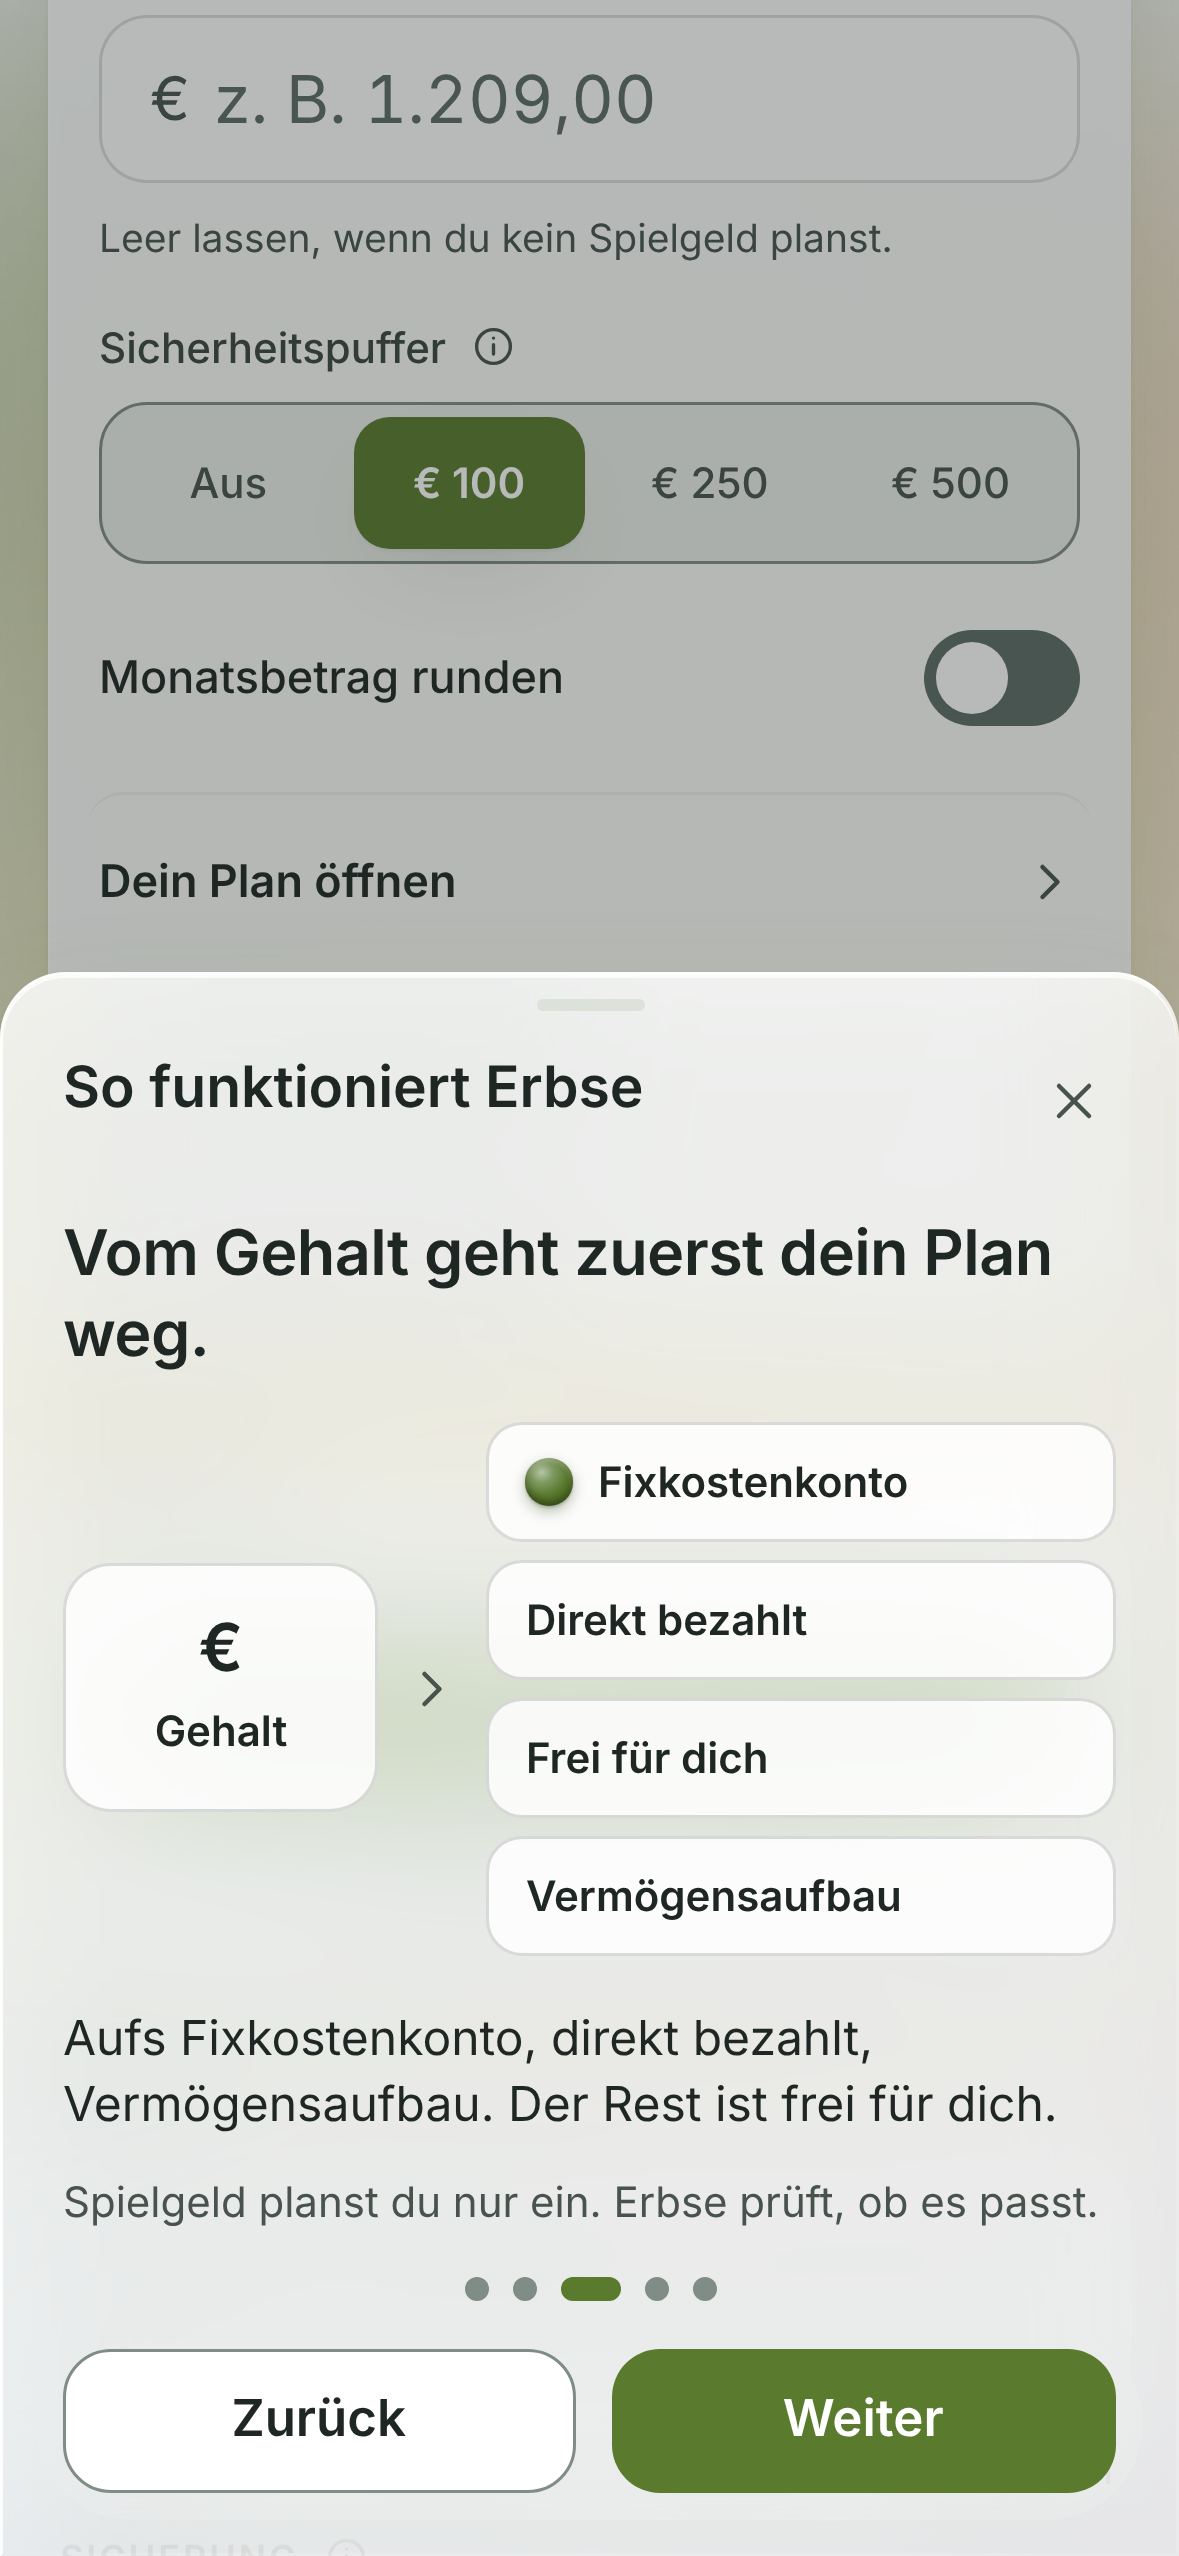 € z. B. 1.209,00
Leer lassen, wenn du kein Spielgeld planst.
Sicherheitspuffer
Aus
€ 100
€ 250
€ 500
Monatsbetrag runden
Dein Plan öffnen
So funktioniert Erbse
Vom Gehalt geht zuerst dein Plan
weg.
Fixkostenkonto
Direkt bezahlt
€
Gehalt
Frei für dich
Vermögensaufbau
Aufs Fixkostenkonto, direkt bezahlt,
Vermögensaufbau. Der Rest ist frei für dich.
Spielgeld planst du nur ein. Erbse prüft, ob es passt.
Zurück
Weiter
SICHERUNG